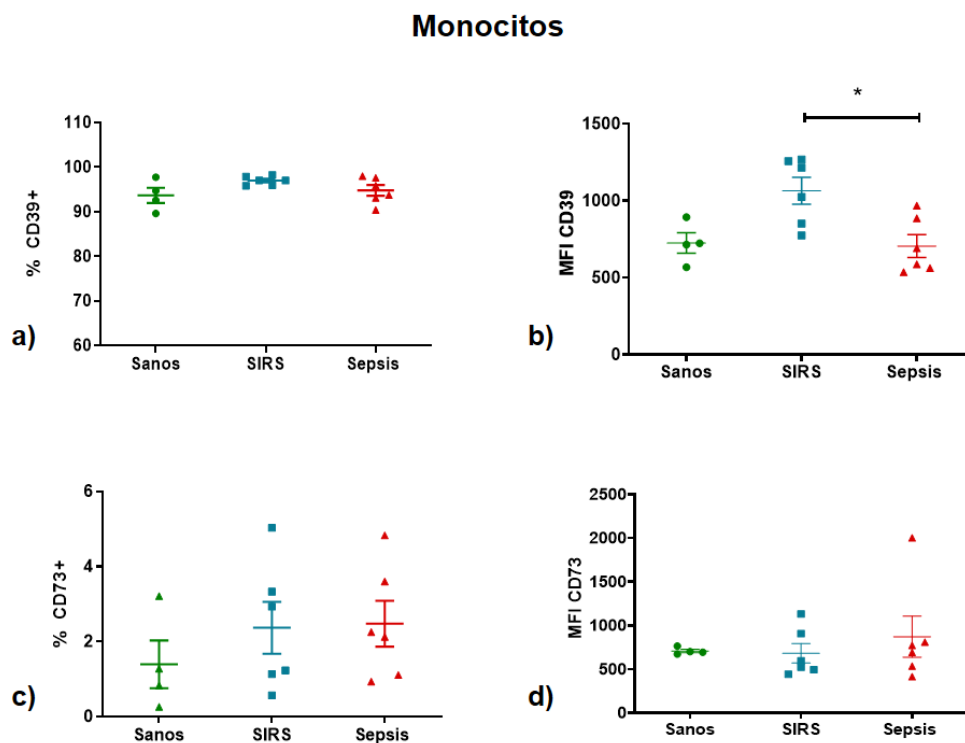 Monocitos
a)
% CD39+
110
100
90
80
70
60
Sanos SIRS Sepsis
b)
MFI CD39
*
1500
1000
500
0
Sanos SIRS Sepsis
c)
% CD73+
6
4
2
0
Sanos SIRS Sepsis
d)
MFI CD73
2500
2000
1500
1000
500
0
Sanos SIRS Sepsis